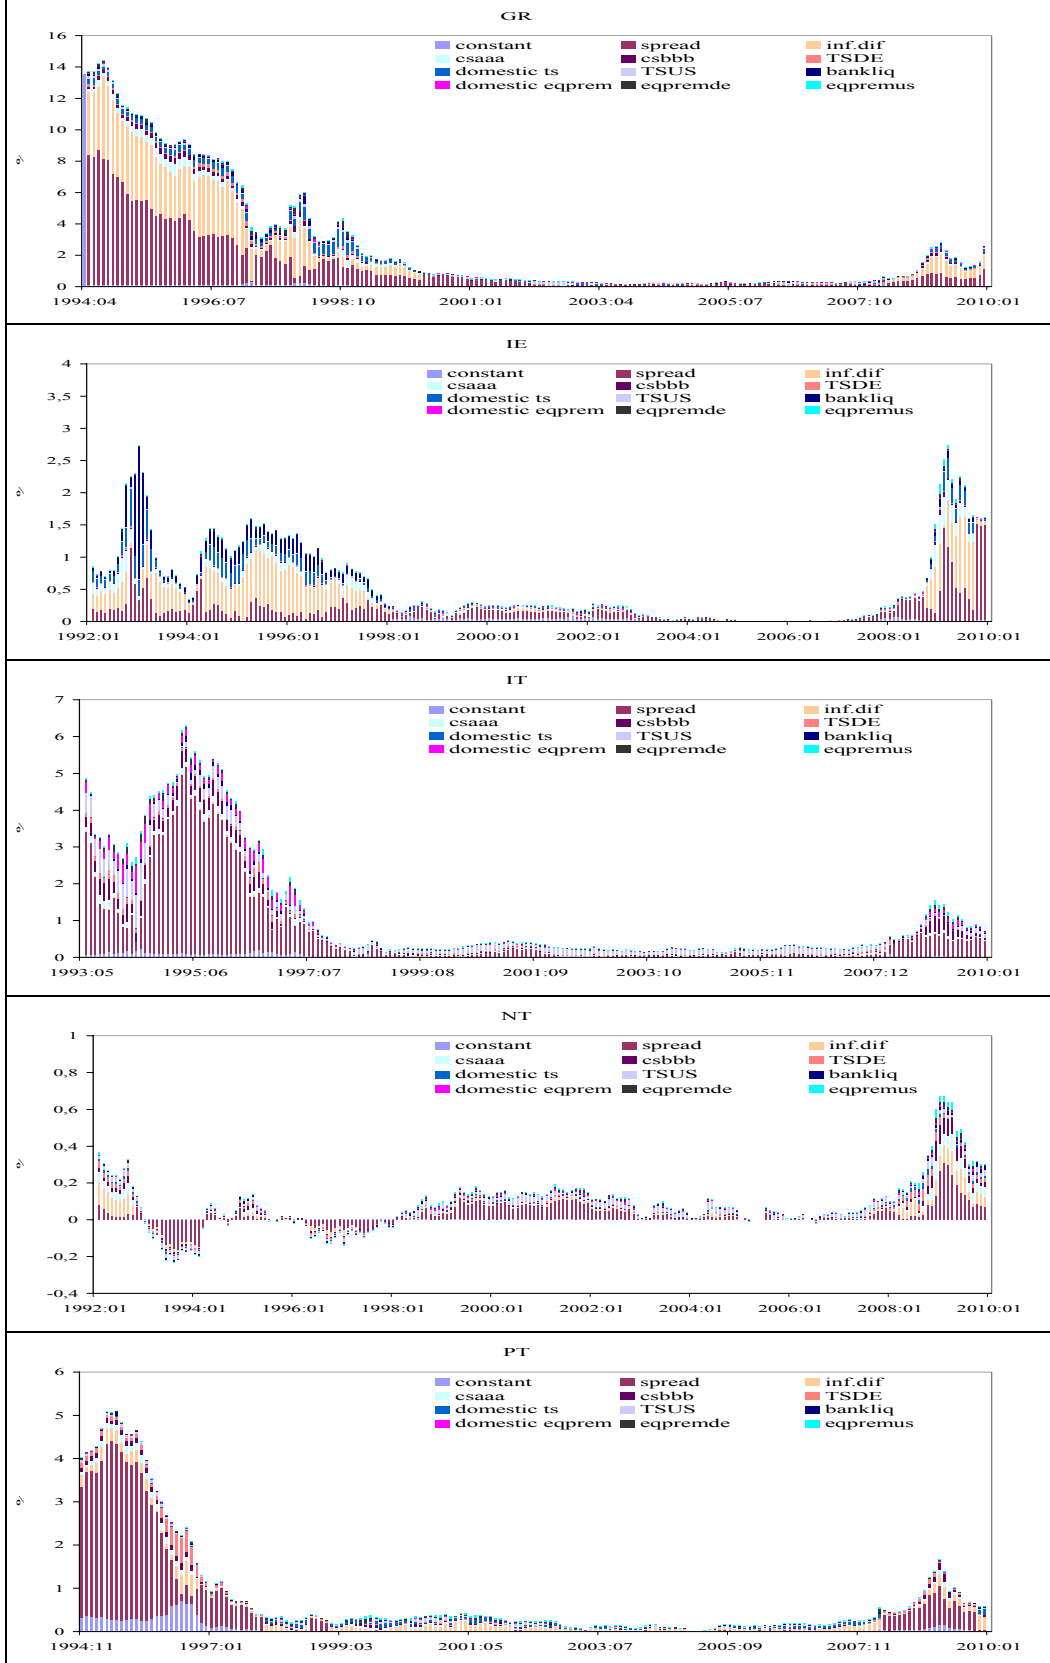 GR
16
constant spread inf.dif
14
csaaa csbbb TSDE
12
domestic ts TSUS bankliq
domestic eqprem eqpremde eqpremus
10
%
8
6
4
2
0
1994:04 1996:07 1998:10 2001:01 2003:04 2005:07 2007:10 2010:01
IE
4
constant spread inf.dif
3,5
csaaa csbbb TSDE
domestic ts TSUS bankliq
domestic eqprem eqpremde eqpremus
3
2,5
%
2
1,5
1
0,5
0
1992:01 1994:01 1996:01 1998:01 2000:01 2002:01 2004:01 2006:01 2008:01 2010:01
IT
7
constant spread inf.dif
csaaa csbbb TSDE
6
domestic ts TSUS bankliq
domestic eqprem eqpremde eqpremus
5
4
%
3
2
1
0
1993:05 1995:06 1997:07 1999:08 2001:09 2003:10 2005:11 2007:12 2010:01
NT
1
constant spread inf.dif
csaaa csbbb TSDE
0,8
domestic ts TSUS bankliq
domestic eqprem eqpremde eqpremus
0,6
0,4
%
0,2
0
-0,2
-0,4
1992:01 1994:01 1996:01 1998:01 2000:01 2002:01 2004:01 2006:01 2008:01 2010:01
PT
6
constant spread inf.dif
csaaa csbbb TSDE
5
domestic ts TSUS bankliq
domestic eqprem eqpremde eqpremus
4
3
%
2
1
0
1994:11 1997:01 1999:03 2001:05 2003:07 2005:09 2007:11 2010:01